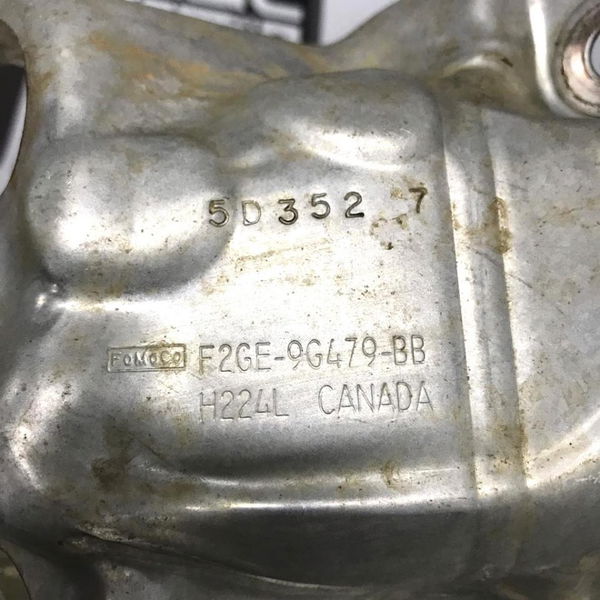 5D352 7
FoMoCo F2GE-9G479-BB
H224L CANADA